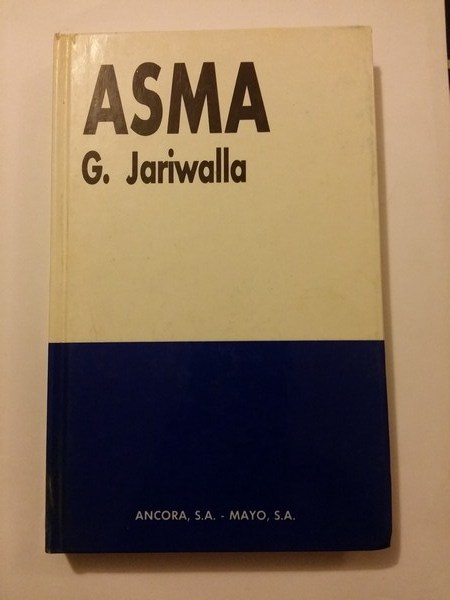 ASMA
G. Jariwalla
ANCORA, S.A. - MAYO, S.A.